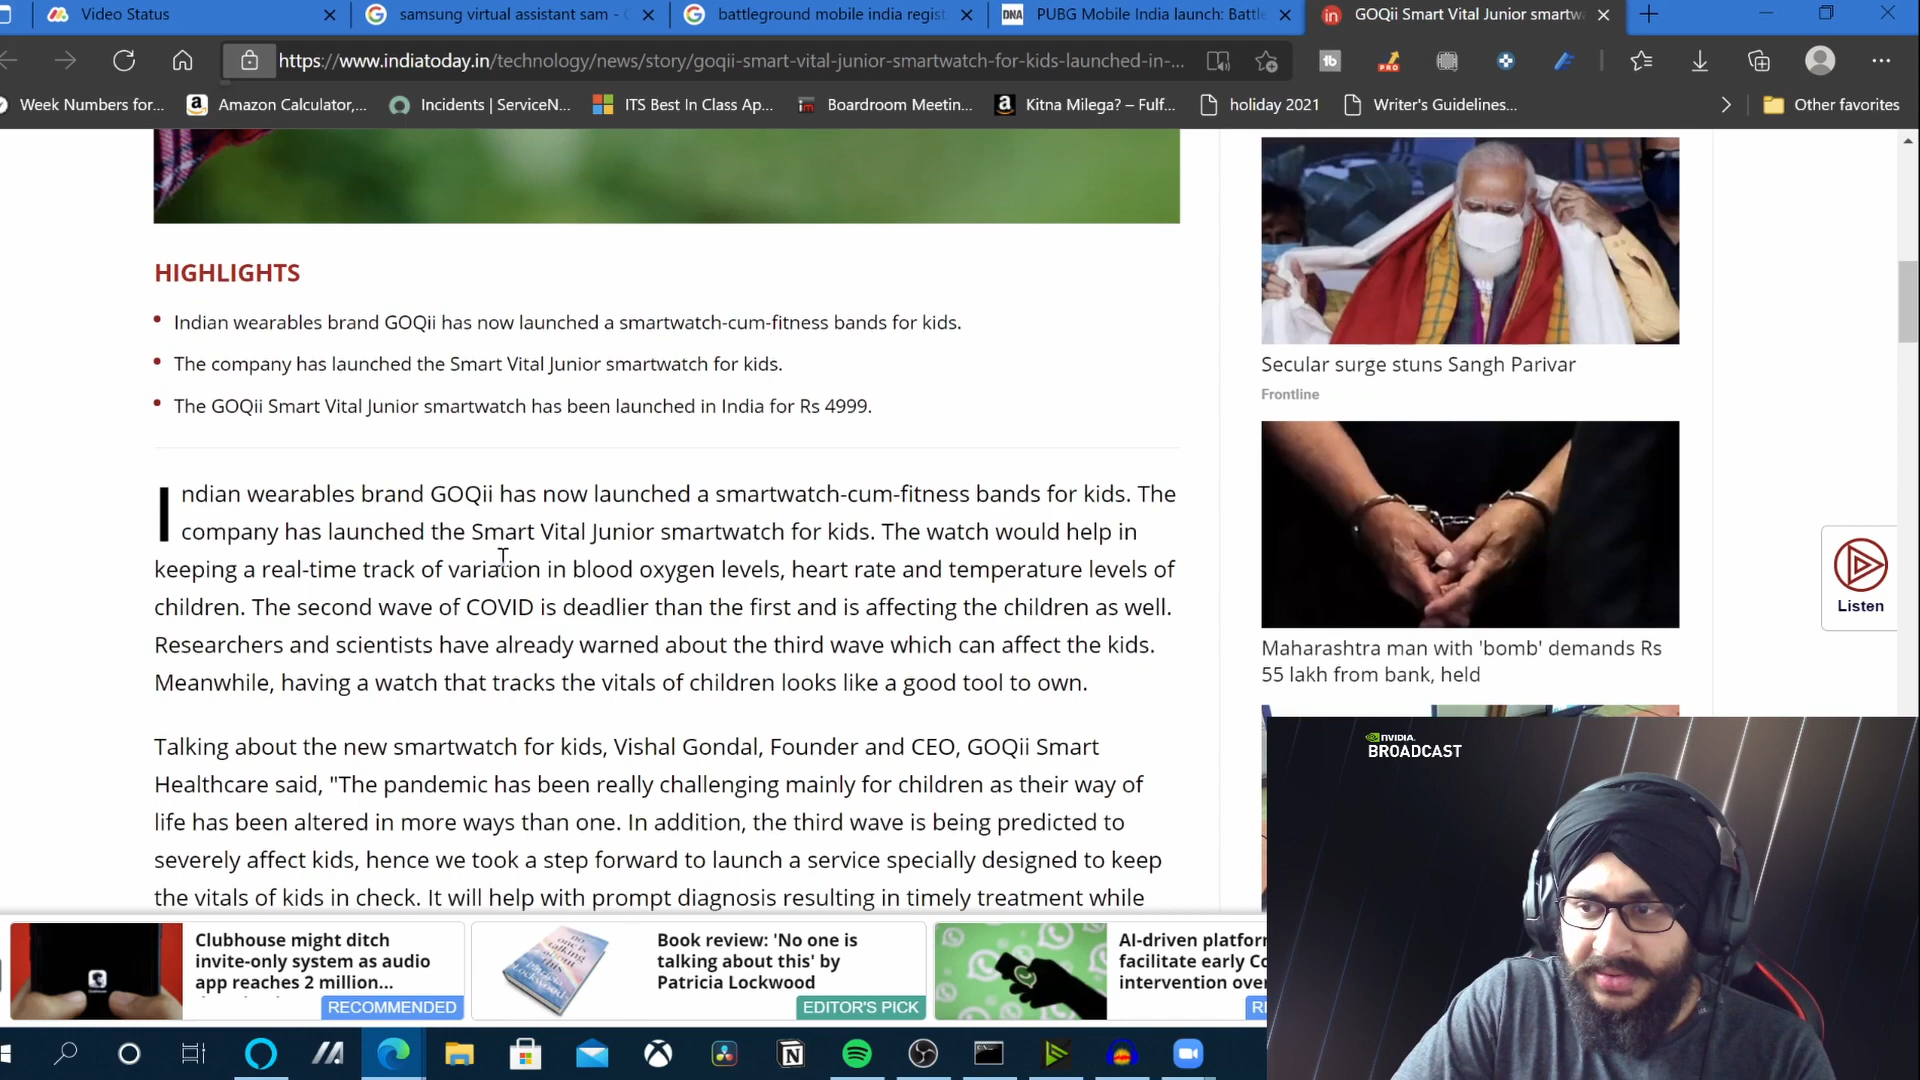 Video Status
samsung virtual assistant sam -
battleground mobile india regist
DNA
PUBG Mobile India launch: Battle
in
GOQii Smart Vital Junior smartw
https://www.indiatoday.in/technology/news/story/goqii-smart-vital-junior-smartwatch-for-kids-launched-in-...
Week Numbers for...
Amazon Calculator,...
Incidents | ServiceN...
ITS Best In Class Ap...
Boardroom Meetin...
Kitna Milega? – Fulf...
holiday 2021
Writer's Guidelines...
Other favorites
HIGHLIGHTS
Indian wearables brand GOQii has now launched a smartwatch-cum-fitness bands for kids.
The company has launched the Smart Vital Junior smartwatch for kids.
The GOQii Smart Vital Junior smartwatch has been launched in India for Rs 4999.
Indian wearables brand GOQii has now launched a smartwatch-cum-fitness bands for kids. The
company has launched the Smart Vital Junior smartwatch for kids. The watch would help in
keeping a real-time track of variation in blood oxygen levels, heart rate and temperature levels of
children. The second wave of COVID is deadlier than the first and is affecting the children as well.
Researchers and scientists have already warned about the third wave which can affect the kids.
Meanwhile, having a watch that tracks the vitals of children looks like a good tool to own.
Talking about the new smartwatch for kids, Vishal Gondal, Founder and CEO, GOQii Smart
Healthcare said, "The pandemic has been really challenging mainly for children as their way of
life has been altered in more ways than one. In addition, the third wave is being predicted to
severely affect kids, hence we took a step forward to launch a service specially designed to keep
the vitals of kids in check. It will help with prompt diagnosis resulting in timely treatment while
Secular surge stuns Sangh Parivar
Frontline
Maharashtra man with 'bomb' demands Rs
55 lakh from bank, held
Listen
NVIDIA.
BROADCAST
Clubhouse might ditch
invite-only system as audio
app reaches 2 million...
RECOMMENDED
Book review: 'No one is
talking about this' by
Patricia Lockwood
EDITOR'S PICK
AI-driven platfor
facilitate early Co
intervention over